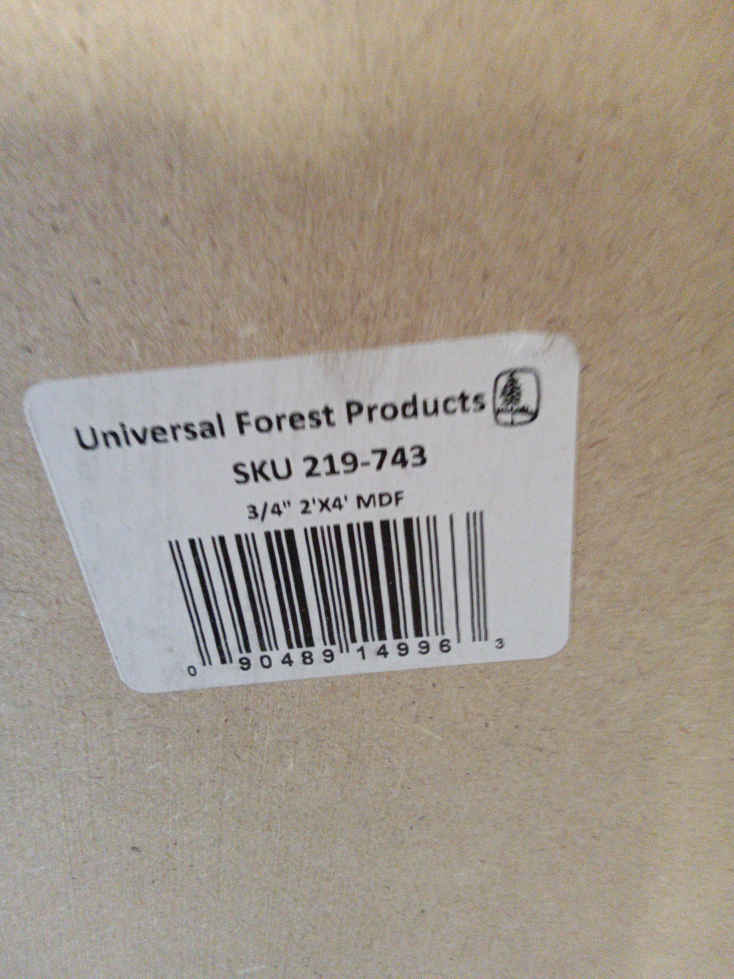 Universal Forest Products
SKU 219-743
3/4" 2'X4' MDF
0 90489 14996 3